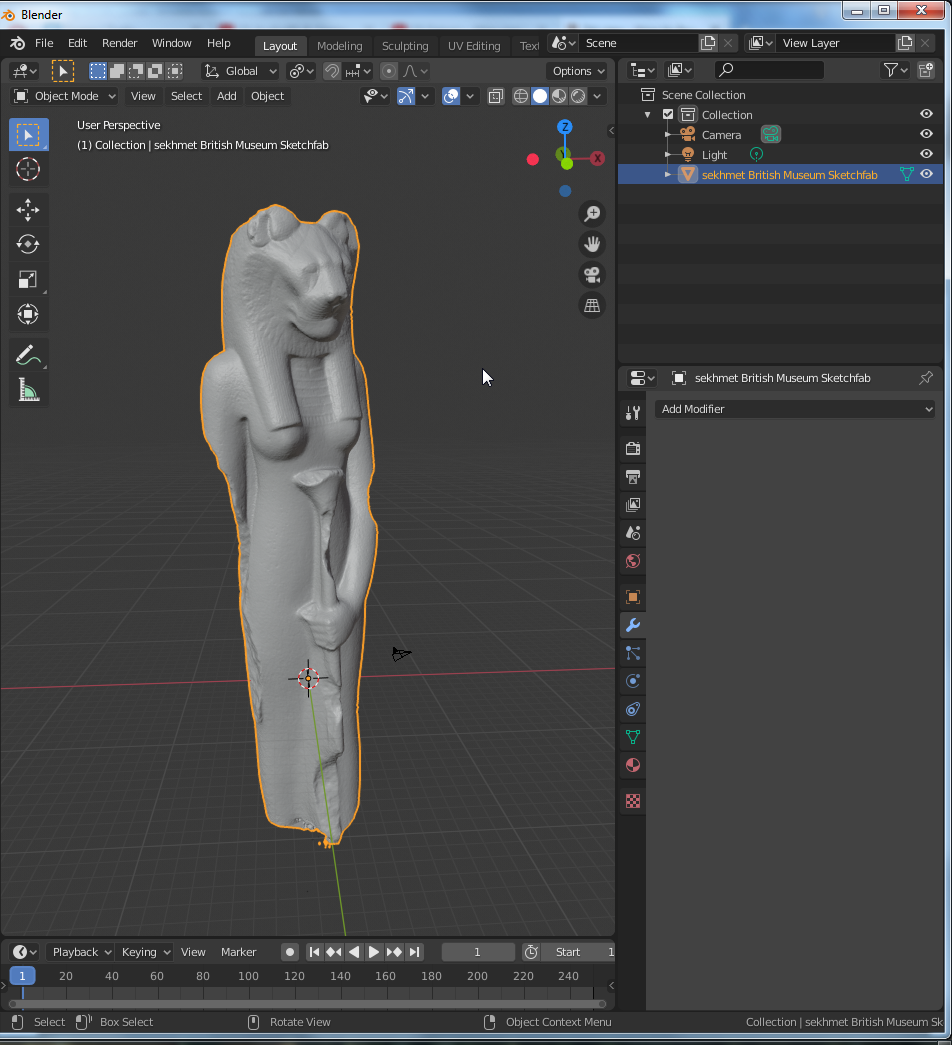 Blender
File Edit Render Window Help Layout Modeling Sculpting UV Editing Text Scene View Layer
Global Options
Object Mode View Select Add Object
Scene Collection
Collection
Camera
Light
sekhmet British Museum Sketchfab
User Perspective
(1) Collection | sekhmet British Museum Sketchfab
Z
Y
X
sekhmet British Museum Sketchfab
Add Modifier
Playback Keying View Marker 1 Start 1
1 20 40 60 80 100 120 140 160 180 200 220 240
Select Box Select Rotate View Object Context Menu Collection | sekhmet British Museum Sk